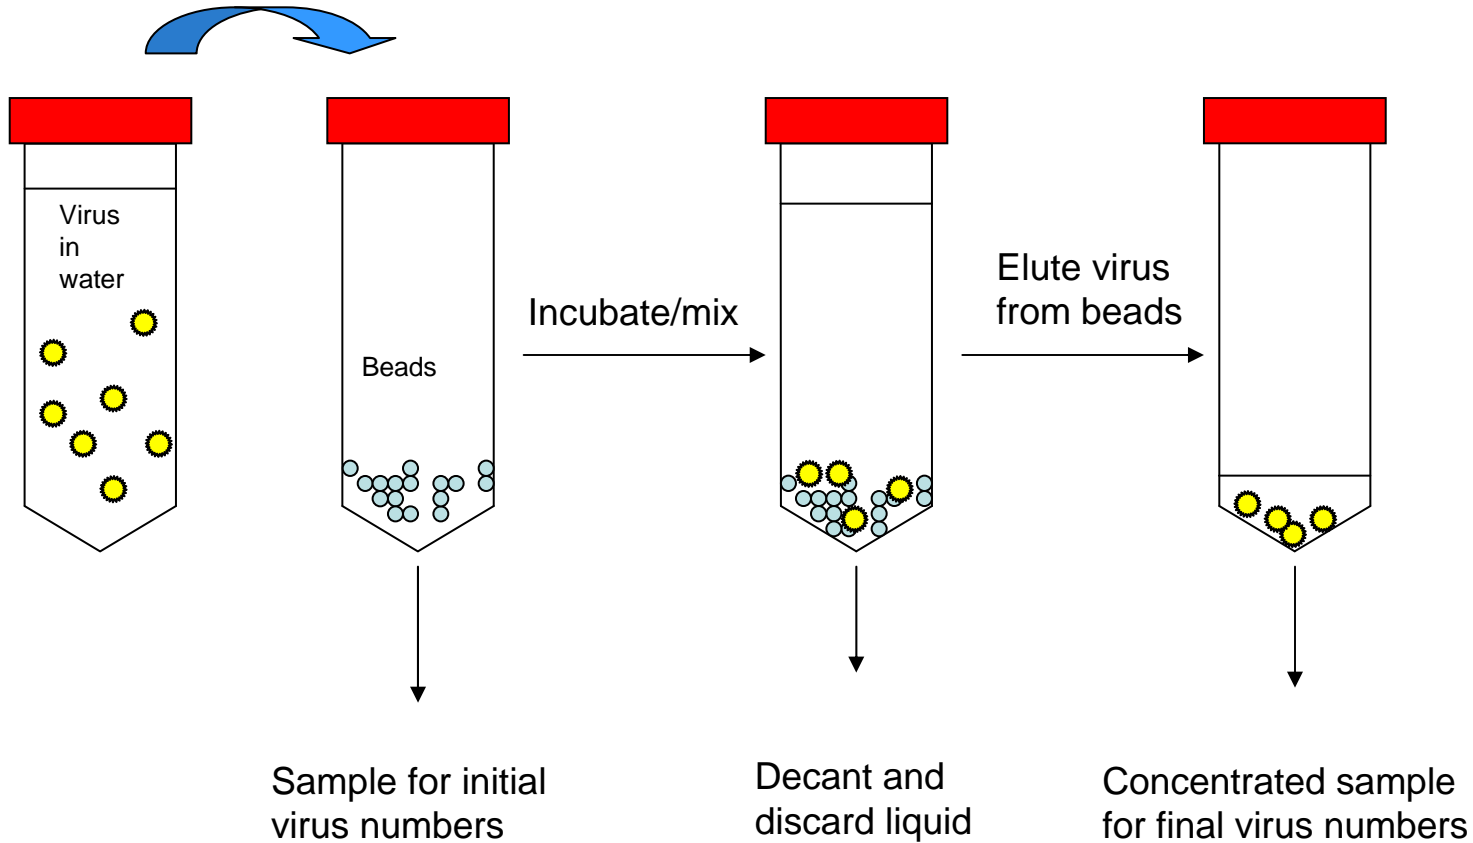 Virus
in
water
Beads
Incubate/mix
Elute virus
from beads
Sample for initial
virus numbers
Decant and
discard liquid
Concentrated sample
for final virus numbers